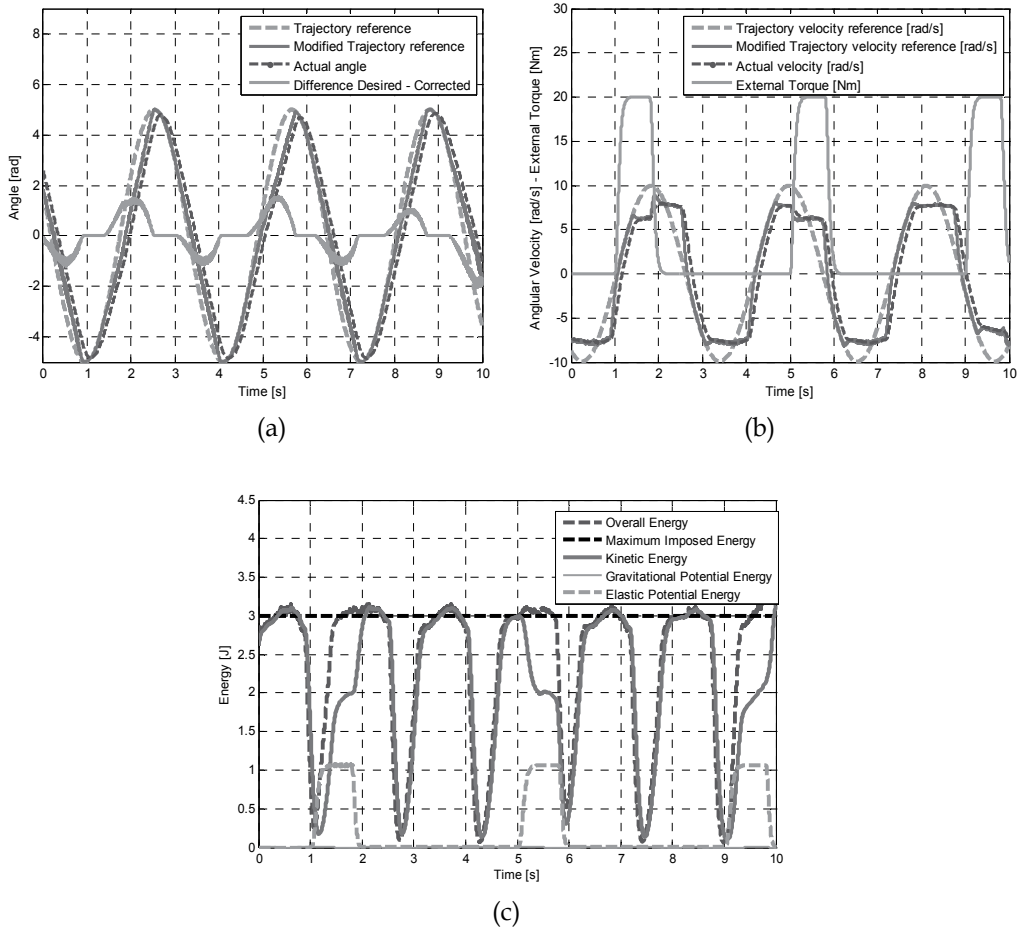 8
6
4
2
0
-2
-4
Angle [rad]
0 1 2 3 4 5 6 7 8 9 10
Time [s]
Trajectory reference
Modified Trajectory reference
Actual angle
Difference Desired - Corrected
(a)
30
25
20
15
10
5
0
-5
-10
Angular Velocity [rad/s] - External Torque [Nm]
0 1 2 3 4 5 6 7 8 9 10
Time [s]
Trajectory velocity reference [rad/s]
Modified Trajectory velocity reference [rad/s]
Actual velocity [rad/s]
External Torque [Nm]
(b)
4.5
4
3.5
3
2.5
2
1.5
1
0.5
0
Energy [J]
0 1 2 3 4 5 6 7 8 9 10
Time [s]
Overall Energy
Maximum Imposed Energy
Kinetic Energy
Gravitational Potential Energy
Elastic Potential Energy
(c)